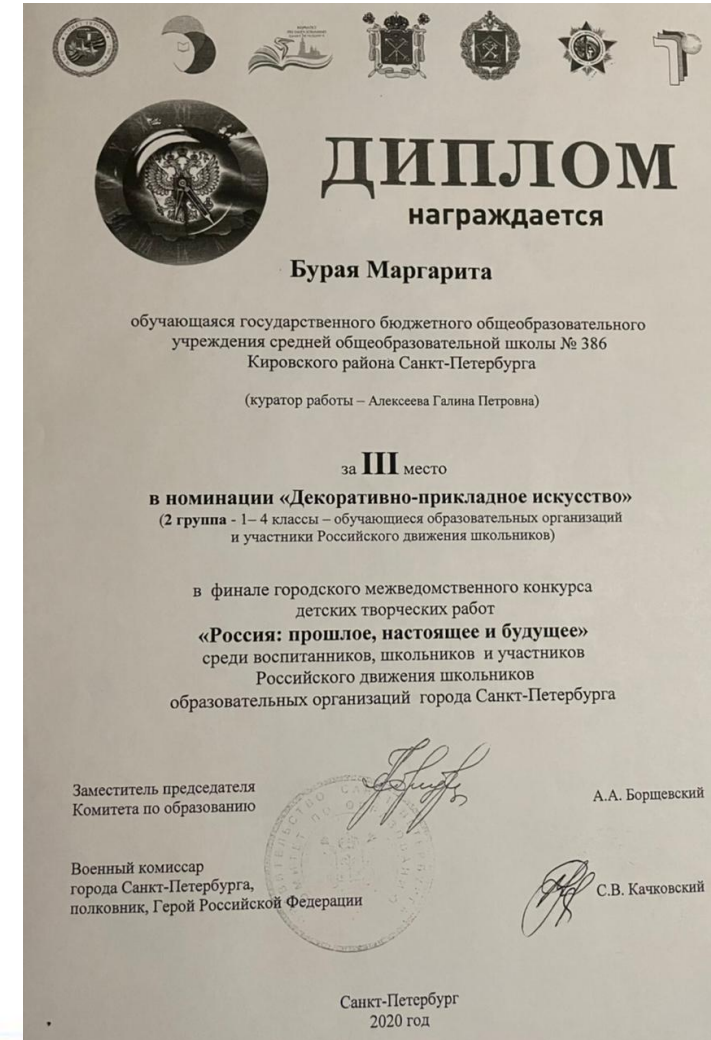 ДИПЛОМ
награждается
Бурая Маргарита
обучающаяся государственного бюджетного общеобразовательного
учреждения средней общеобразовательной школы № 386
Кировского района Санкт-Петербурга
(куратор работы – Алексеева Галина Петровна)
за III место
в номинации «Декоративно-прикладное искусство»
(2 группа - 1– 4 классы – обучающиеся образовательных организаций
и участники Российского движения школьников)
в финале городского межведомственного конкурса
детских творческих работ
«Россия: прошлое, настоящее и будущее»
среди воспитанников, школьников и участников
Российского движения школьников
образовательных организаций города Санкт-Петербурга
Заместитель председателя
Комитета по образованию
А.А. Борщевский
Военный комиссар
города Санкт-Петербурга,
полковник, Герой Российской Федерации
С.В. Качковский
Санкт-Петербург
2020 год